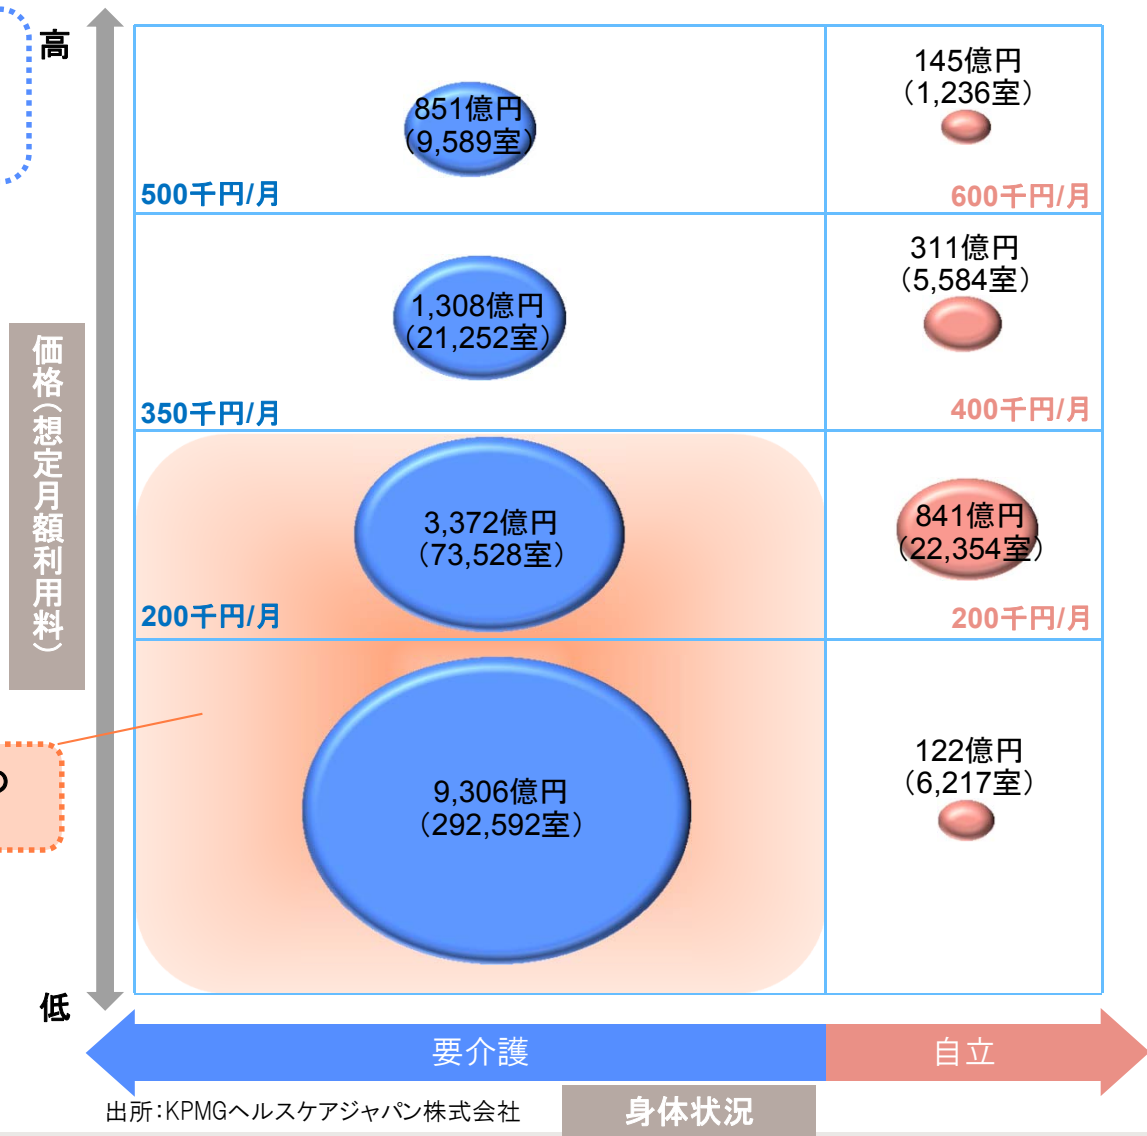 高
851億円
(9,589室)
500千円/月
145億円
(1,236室)
600千円/月
1,308億円
(21,252室)
350千円/月
311億円
(5,584室)
400千円/月
価格(想定月額利用料)
3,372億円
(73,528室)
200千円/月
841億円
(22,354室)
200千円/月
の
9,306億円
(292,592室)
122億円
(6,217室)
低
要介護
自立
出所:KPMGヘルスケアジャパン株式会社
身体状況